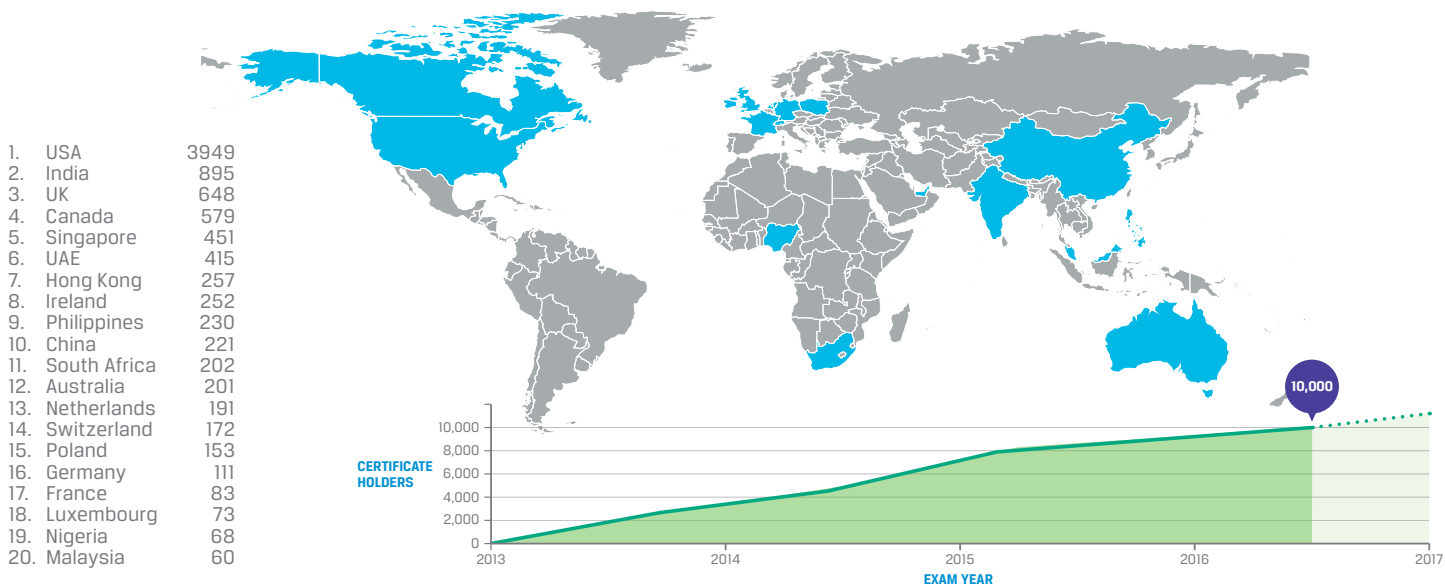 1. USA 3949
2. India 895
3. UK 648
4. Canada 579
5. Singapore 451
6. UAE 415
7. Hong Kong 257
8. Ireland 252
9. Philippines 230
10. China 221
11. South Africa 202
12. Australia 201
13. Netherlands 191
14. Switzerland 172
15. Poland 153
16. Germany 111
17. France 83
18. Luxembourg 73
19. Nigeria 68
20. Malaysia 60
10,000
CERTIFICATE
HOLDERS
10,000
8,000
6,000
4,000
2,000
0
2013 2014 2015 2016 2017
EXAM YEAR